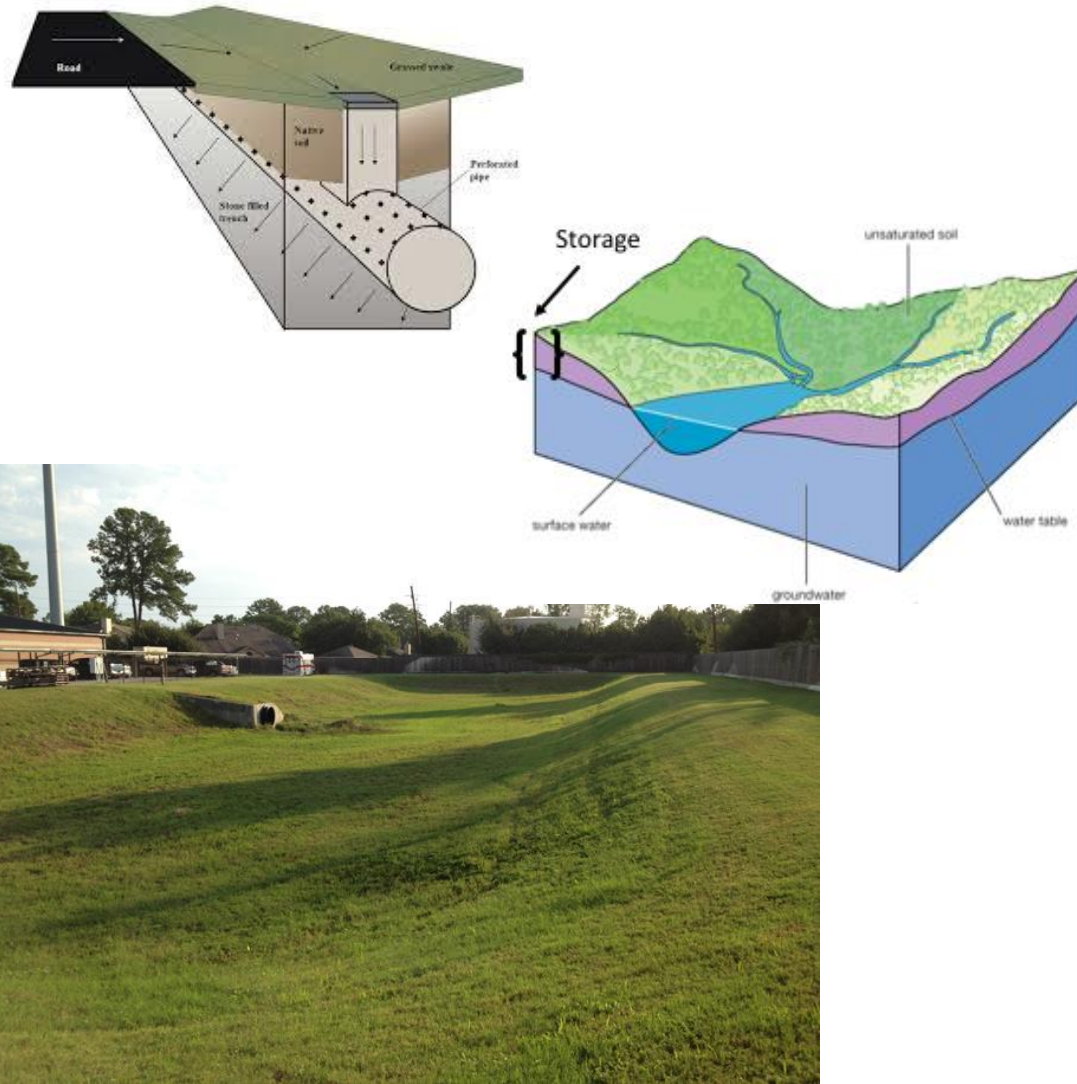 Road
Grassed swale
Native
soil
Perforated
pipe
Stone filled
trench
Storage
unsaturated soil
surface water
water table
groundwater